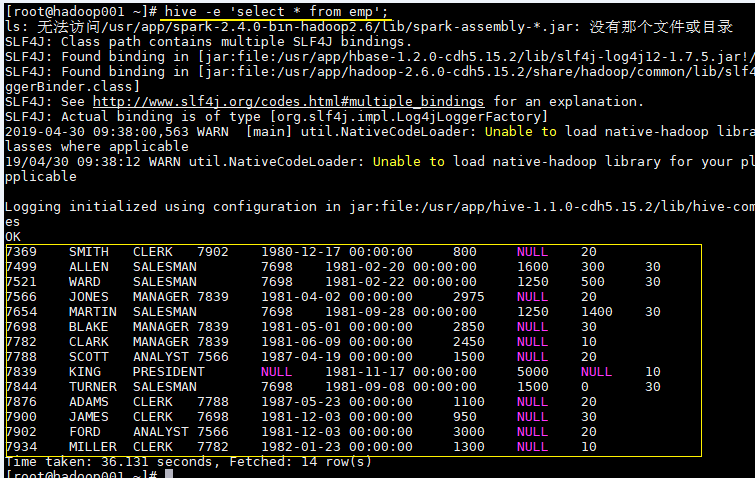 [root@hadoop001 ~]# hive -e 'select * from emp';
ls: 无法访问/usr/app/spark-2.4.0-bin-hadoop2.6/lib/spark-assembly-*.jar: 没有那个文件或目录
SLF4J: Class path contains multiple SLF4J bindings.
SLF4J: Found binding in [jar:file:/usr/app/hbase-1.2.0-cdh5.15.2/lib/slf4j-log4j12-1.7.5.jar!/
SLF4J: Found binding in [jar:file:/usr/app/hadoop-2.6.0-cdh5.15.2/share/hadoop/common/lib/slf4
ggerBinder.class]
SLF4J: See http://www.slf4j.org/codes.html#multiple_bindings for an explanation.
SLF4J: Actual binding is of type [org.slf4j.impl.Log4jLoggerFactory]
2019-04-30 09:38:00,563 WARN  [main] util.NativeCodeLoader: Unable to load native-hadoop libra
lasses where applicable
19/04/30 09:38:12 WARN util.NativeCodeLoader: Unable to load native-hadoop library for your pl
pplicable
Logging initialized using configuration in jar:file:/usr/app/hive-1.1.0-cdh5.15.2/lib/hive-com
es
OK
7369 SMITH CLERK 7902 1980-12-17 00:00:00 800 NULL 20
7499 ALLEN SALESMAN 7698 1981-02-20 00:00:00 1600 300 30
7521 WARD SALESMAN 7698 1981-02-22 00:00:00 1250 500 30
7566 JONES MANAGER 7839 1981-04-02 00:00:00 2975 NULL 20
7654 MARTIN SALESMAN 7698 1981-09-28 00:00:00 1250 1400 30
7698 BLAKE MANAGER 7839 1981-05-01 00:00:00 2850 NULL 30
7782 CLARK MANAGER 7839 1981-06-09 00:00:00 2450 NULL 10
7788 SCOTT ANALYST 7566 1987-04-19 00:00:00 1500 NULL 20
7839 KING PRESIDENT NULL 1981-11-17 00:00:00 5000 NULL 10
7844 TURNER SALESMAN 7698 1981-09-08 00:00:00 1500 0 30
7876 ADAMS CLERK 7788 1987-05-23 00:00:00 1100 NULL 20
7900 JAMES CLERK 7698 1981-12-03 00:00:00 950 NULL 30
7902 FORD ANALYST 7566 1981-12-03 00:00:00 3000 NULL 20
7934 MILLER CLERK 7782 1982-01-23 00:00:00 1300 NULL 10
Time taken: 36.131 seconds, Fetched: 14 row(s)
[root@hadoop001 ~]#